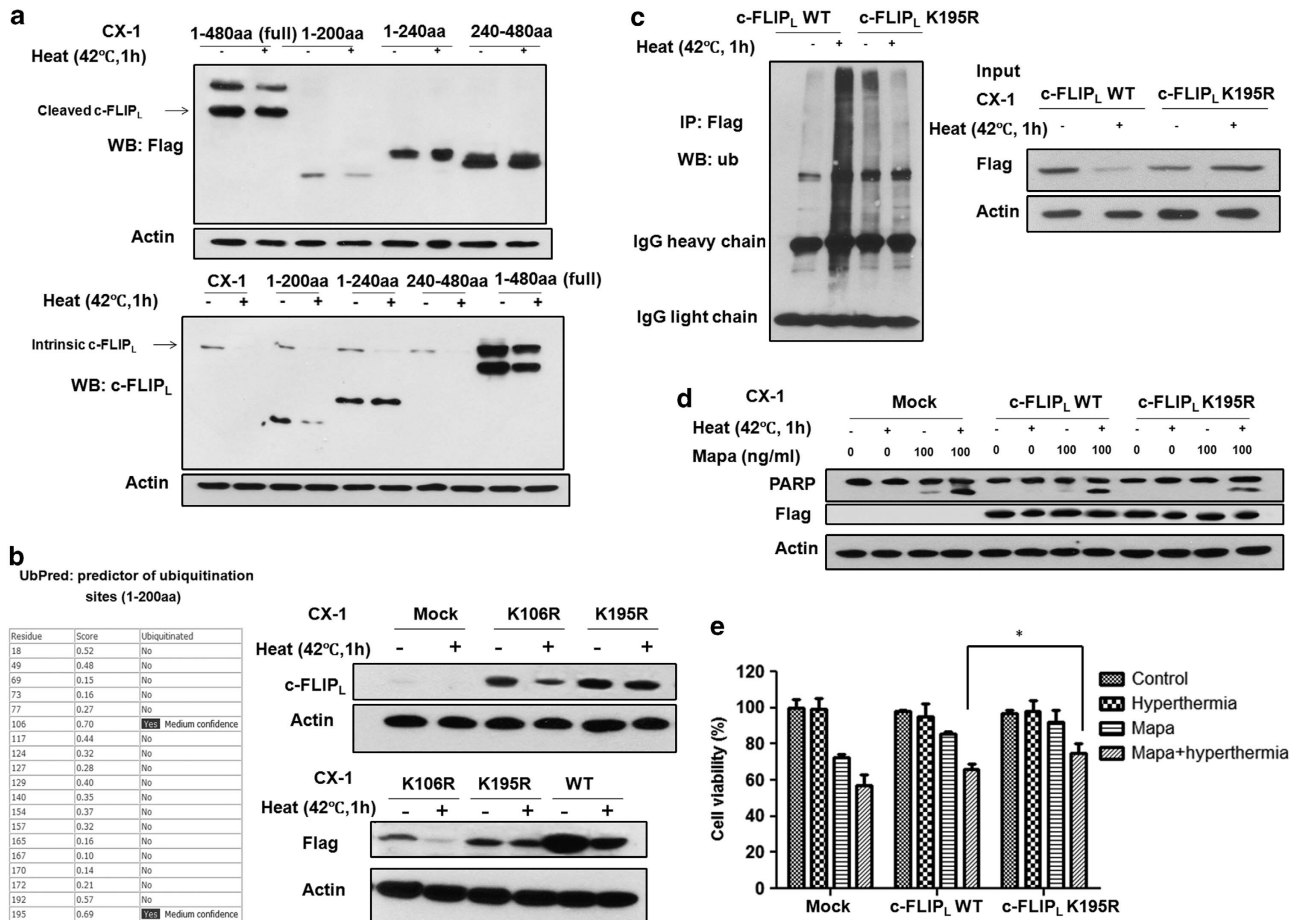 a
CX-1
1-480aa (full) 1-200aa 1-240aa 240-480aa
Heat (42℃,1h) - + - + - + - +
Cleaved c-FLIPL
WB: Flag
Actin
CX-1 1-200aa 1-240aa 240-480aa 1-480aa (full)
Heat (42℃,1h) - + - + - + - + - +
Intrinsic c-FLIPL
WB: c-FLIPL
Actin
b
UbPred: predictor of ubiquitination
sites (1-200aa)
Residue Score Ubiquitinated
18 0.52 No
49 0.48 No
69 0.15 No
73 0.16 No
77 0.27 No
106 0.70 Yes Medium confidence
117 0.44 No
124 0.32 No
127 0.28 No
129 0.40 No
140 0.35 No
154 0.37 No
157 0.32 No
165 0.16 No
167 0.10 No
170 0.14 No
172 0.21 No
192 0.57 No
195 0.69 Yes Medium confidence
CX-1 Mock K106R K195R
Heat (42℃,1h) - + - + - +
c-FLIPL
Actin
CX-1 K106R K195R WT
Heat (42℃,1h) - + - + - +
Flag
Actin
c
c-FLIPL WT c-FLIPL K195R
Heat (42℃, 1h) - + - +
IP: Flag
WB: ub
IgG heavy chain
IgG light chain
Input
CX-1 c-FLIPL WT c-FLIPL K195R
Heat (42℃, 1h) - + - +
Flag
Actin
d
CX-1 Mock c-FLIPL WT c-FLIPL K195R
Heat (42℃, 1h) - + - + - + - + - + - +
Mapa (ng/ml) 0 0 100 100 0 0 100 100 0 0 100 100
PARP
Flag
Actin
e
*
Cell viability (%)
120
100
80
60
40
20
0
Mock c-FLIPL WT c-FLIPL K195R
Control
Hyperthermia
Mapa
Mapa+hyperthermia